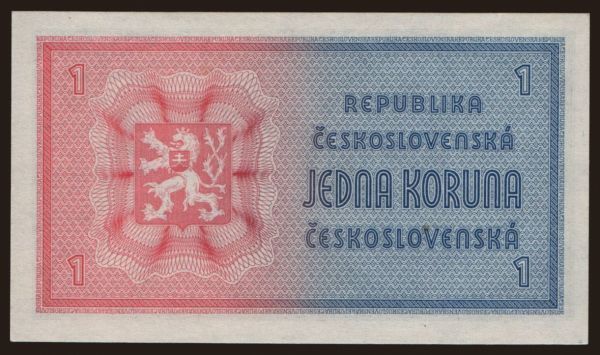 1
1
REPUBLIKA
ČESKOSLOVENSKÁ
JEDNA KORUNA
ČESKOSLOVENSKÁ
1
1